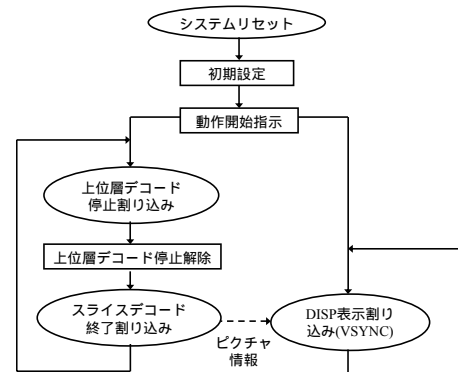 システムリセット
初期設定
動作開始指示
上位層デコード
停止割り込み
上位層デコード停止解除
スライスデコード
終了割り込み
ピクチャ
情報
DISP表示割り
込み(VSYNC)